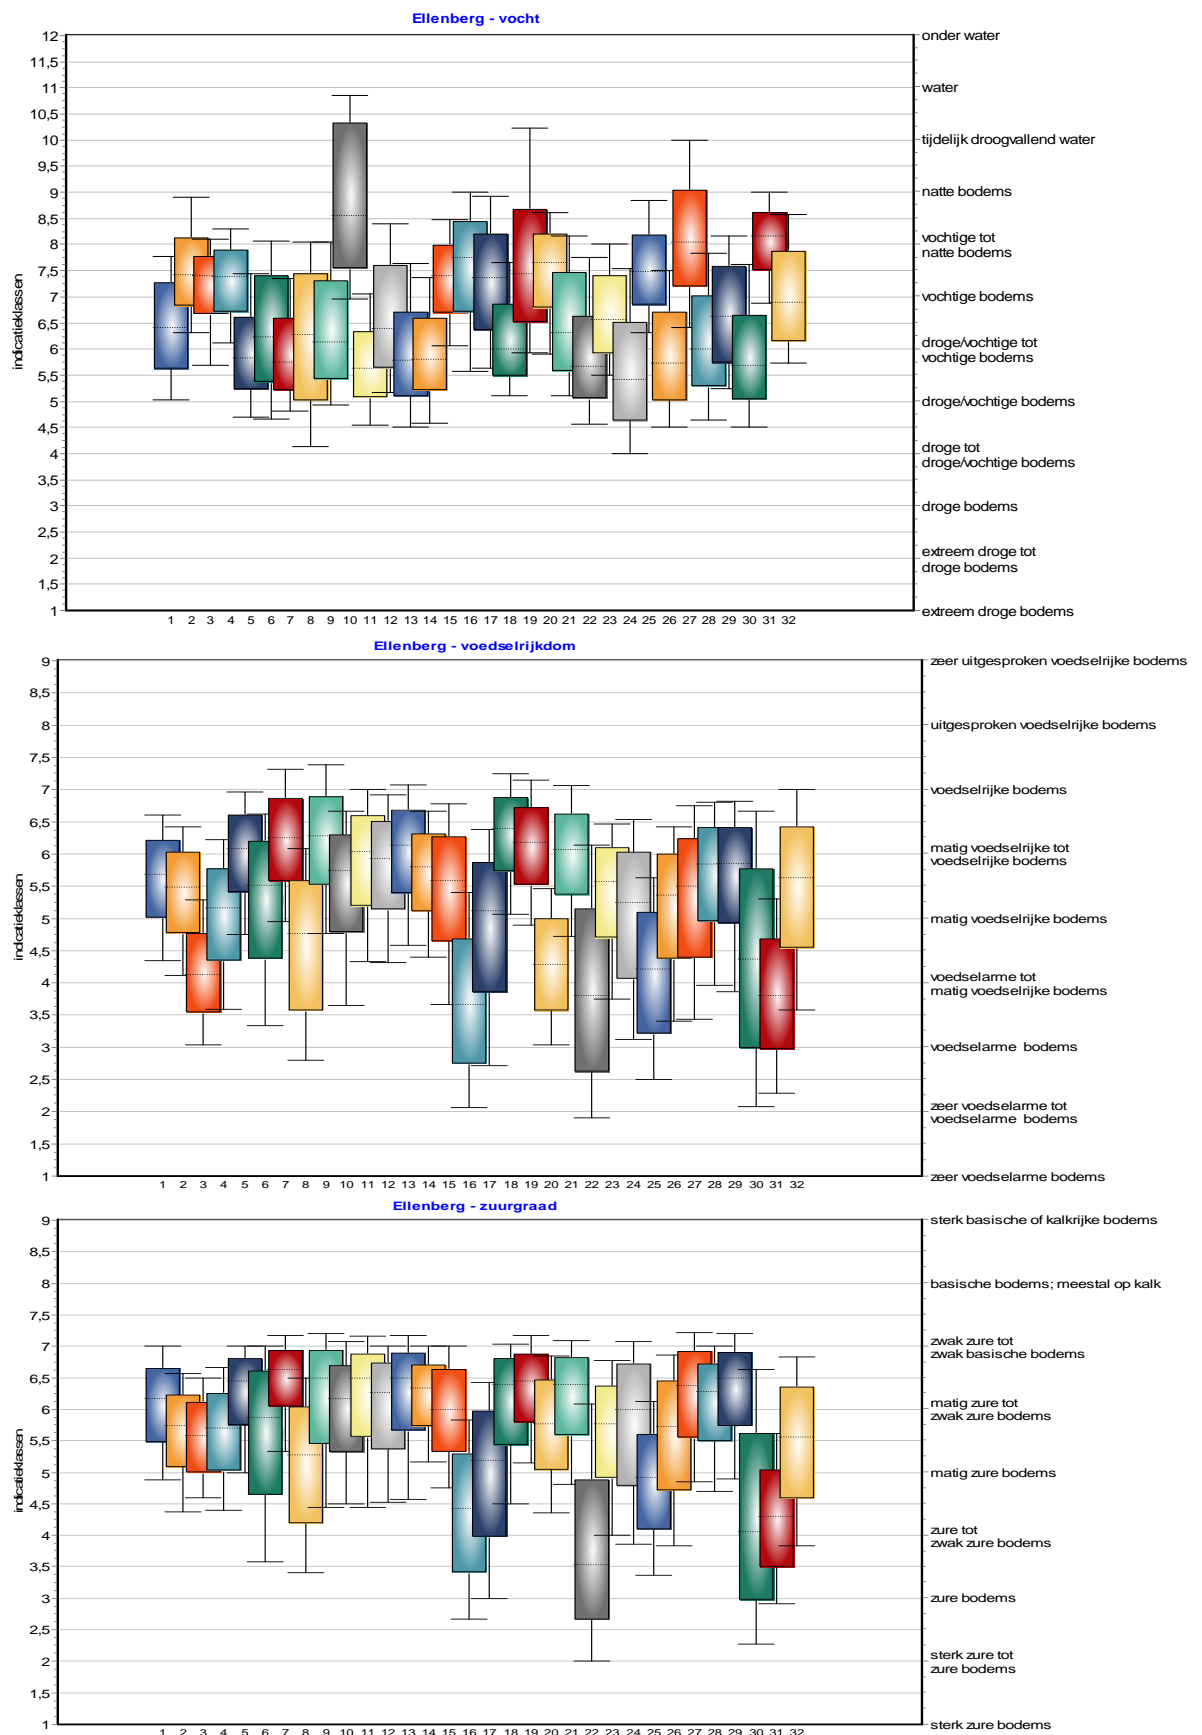 Ellenberg - vocht
12
11,5
11
10,5
10
9,5
9
8,5
8
7,5
7
6,5
6
5,5
5
4,5
4
3,5
3
2,5
2
1,5
1
indicatieklassen
onder water
water
tijdelijk droogvallend water
natte bodems
vochtige tot
natte bodems
vochtige bodems
droge/vochtige tot
vochtige bodems
droge/vochtige bodems
droge tot
droge/vochtige bodems
droge bodems
extreem droge tot
droge bodems
extreem droge bodems
1 2 3 4 5 6 7 8 9 10 11 12 13 14 15 16 17 18 19 20 21 22 23 24 25 26 27 28 29 30 31 32
Ellenberg - voedselrijkdom
9
8,5
8
7,5
7
6,5
6
5,5
5
4,5
4
3,5
3
2,5
2
1,5
1
indicatieklassen
zeer uitgesproken voedselrijke bodems
uitgesproken voedselrijke bodems
voedselrijke bodems
matig voedselrijke tot
voedselrijke bodems
matig voedselrijke bodems
voedselarme tot
matig voedselrijke bodems
voedselarme bodems
zeer voedselarme tot
voedselarme bodems
zeer voedselarme bodems
1 2 3 4 5 6 7 8 9 10 11 12 13 14 15 16 17 18 19 20 21 22 23 24 25 26 27 28 29 30 31 32
Ellenberg - zuurgraad
9
8,5
8
7,5
7
6,5
6
5,5
5
4,5
4
3,5
3
2,5
2
1,5
1
indicatieklassen
sterk basische of kalkrijke bodems
basische bodems; meestal op kalk
zwak zure tot
zwak basische bodems
matig zure tot
zwak zure bodems
matig zure bodems
zure tot
zwak zure bodems
zure bodems
sterk zure tot
zure bodems
sterk zure bodems
1 2 3 4 5 6 7 8 9 10 11 12 13 14 15 16 17 18 19 20 21 22 23 24 25 26 27 28 29 30 31 32